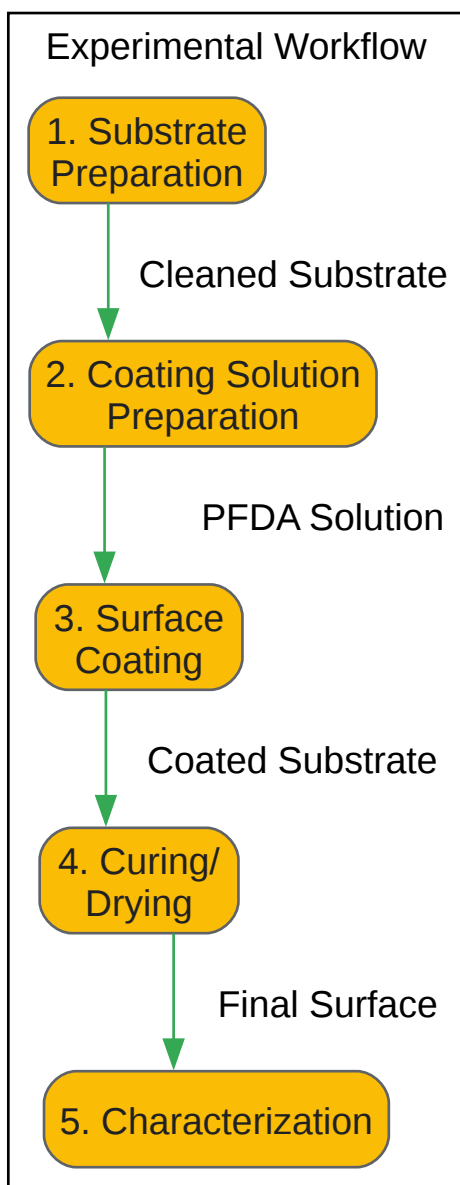 Experimental Workflow
1. Substrate
Preparation
Cleaned Substrate
2. Coating Solution
Preparation
PFDA Solution
3. Surface
Coating
Coated Substrate
4. Curing/
Drying
Final Surface
5. Characterization